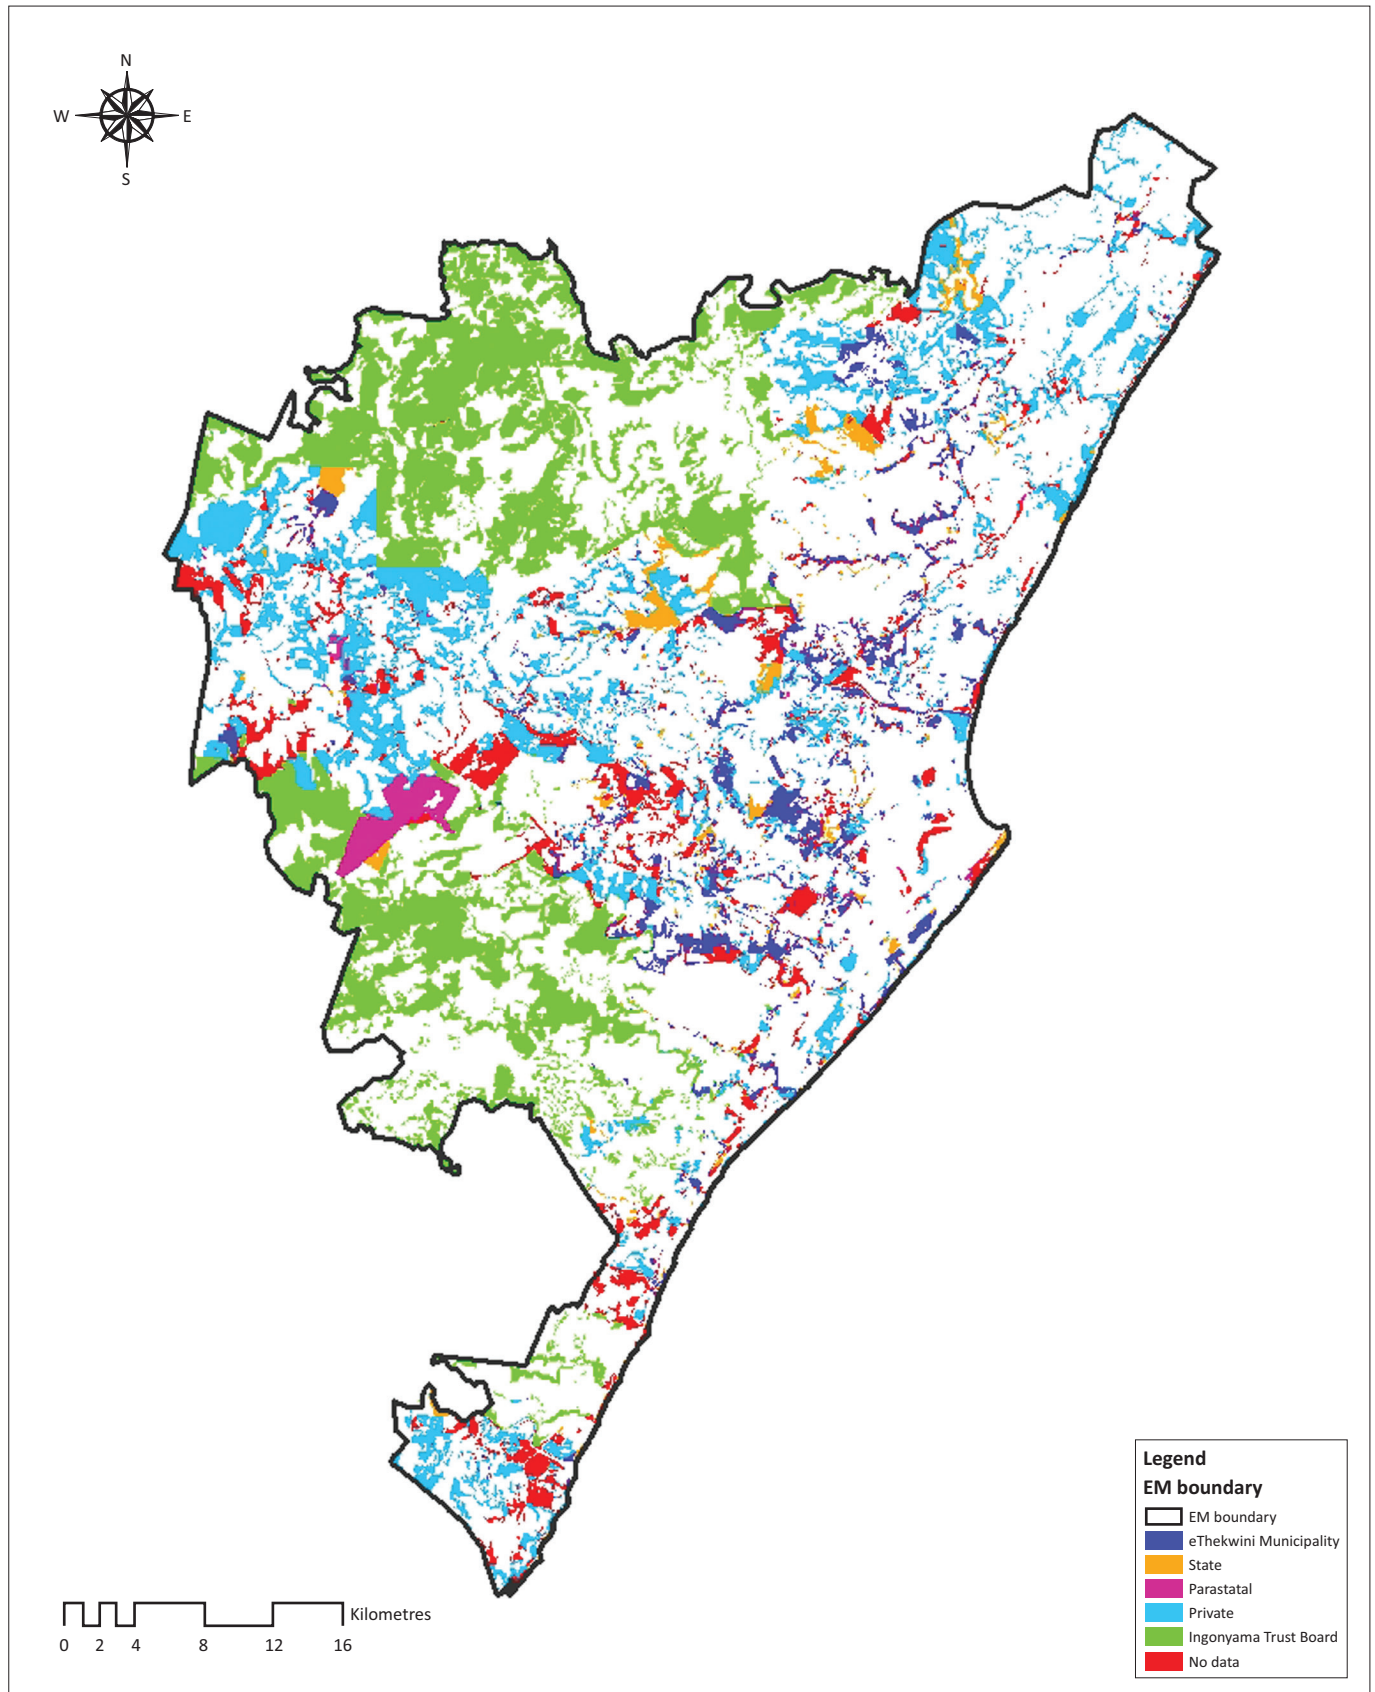 N
W E
S
Legend
EM boundary
EM boundary
eThekwini Municipality
State
Parastatal
Private
Ingonyama Trust Board
No data
Kilometres
0 2 4 8 12 16